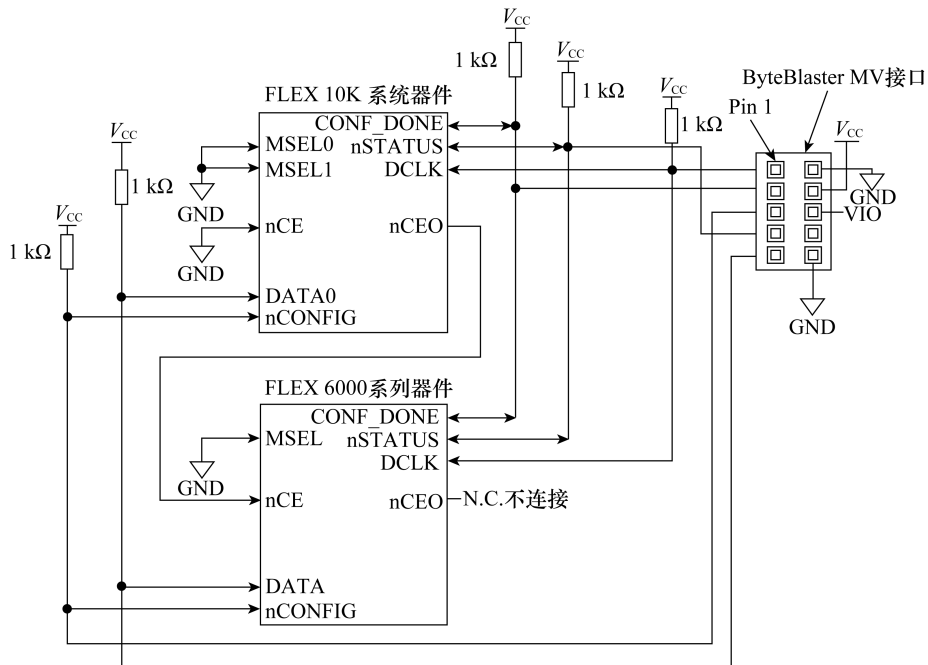 V_CC
1 kΩ
V_CC
1 kΩ
V_CC
1 kΩ
ByteBlaster MV接口
Pin 1
V_CC
GND
VIO
GND
FLEX 10K 系统器件
CONF_DONE
MSEL0
nSTATUS
MSEL1
DCLK
GND
nCE
nCEO
GND
DATA0
nCONFIG
V_CC
1 kΩ
V_CC
1 kΩ
FLEX 6000系列器件
CONF_DONE
MSEL
nSTATUS
DCLK
GND
nCE
nCEO
N.C.不连接
DATA
nCONFIG